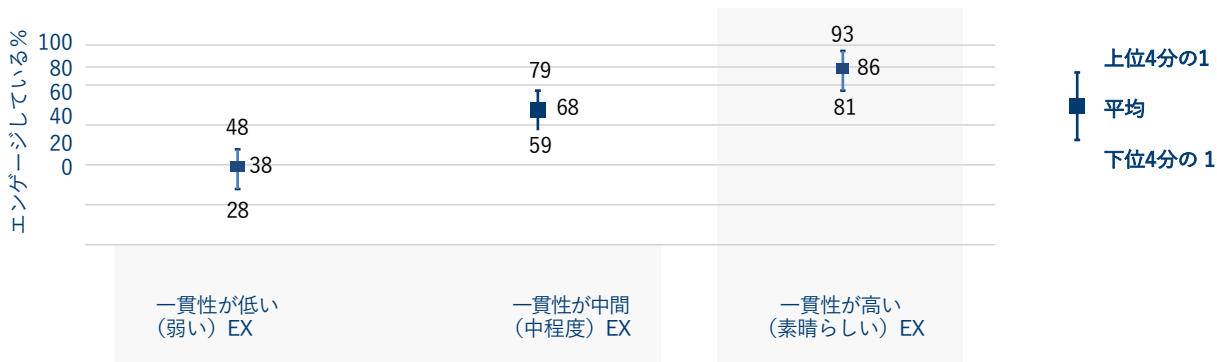 エンゲージしている%
100
80
60
40
20
0
48
38
28
79
68
59
93
86
81
上位4分の1
平均
下位4分の 1
一貫性が低い
（弱い）EX
一貫性が中間
（中程度）EX
一貫性が高い
（素晴らしい）EX